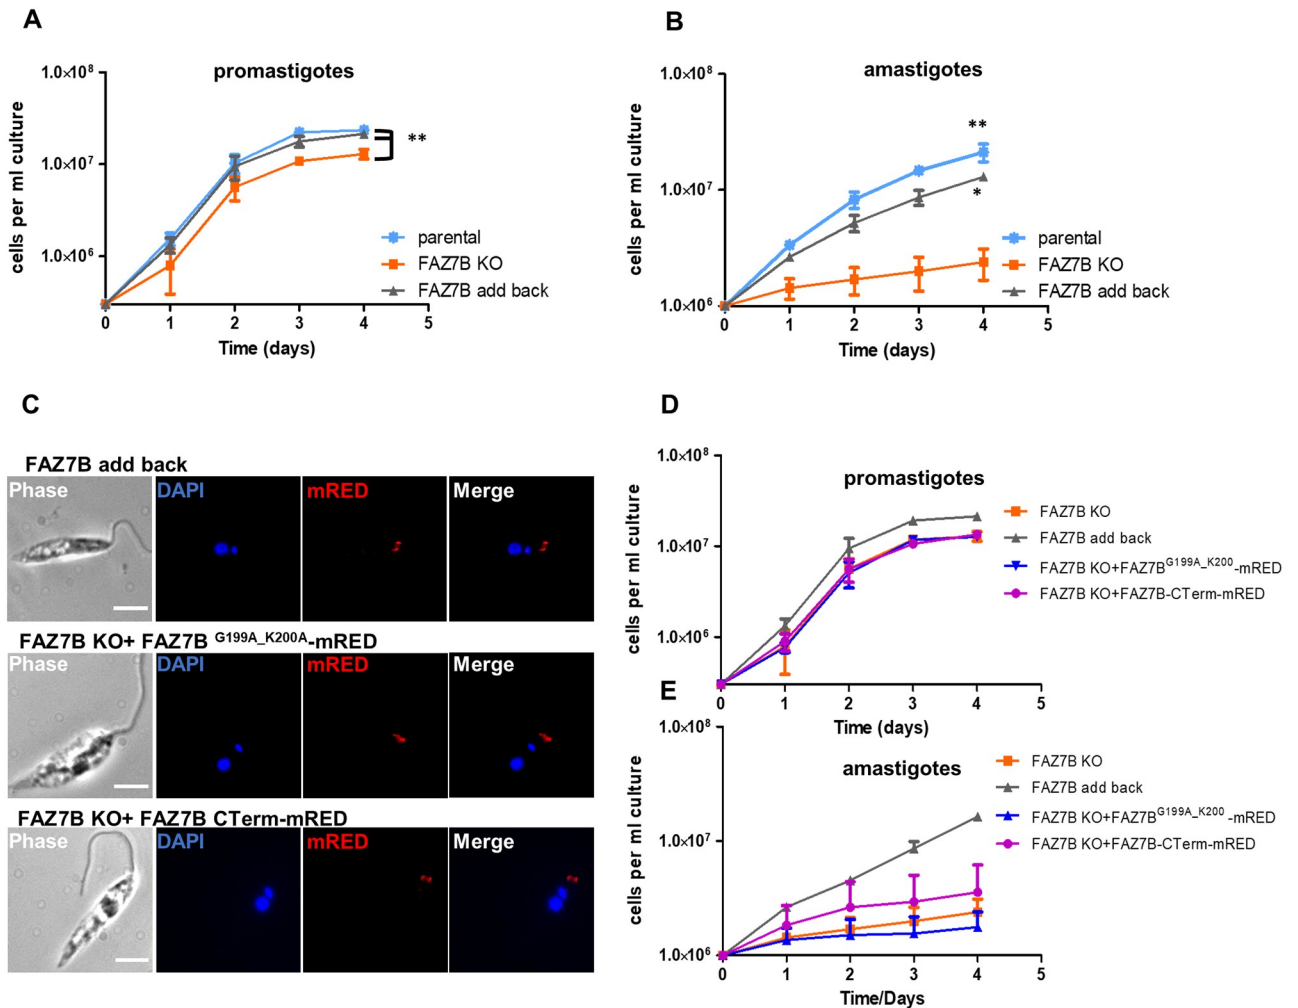 A
promastigotes
1.0×10⁸
1.0×10⁷
1.0×10⁶
cells per ml culture
**
parental
FAZ7B KO
FAZ7B add back
0 1 2 3 4 5
Time (days)
B
amastigotes
1.0×10⁸
1.0×10⁷
1.0×10⁶
cells per ml culture
**
*
parental
FAZ7B KO
FAZ7B add back
0 1 2 3 4 5
Time (days)
C
FAZ7B add back
Phase DAPI mRED Merge
FAZ7B KO+ FAZ7B G199A_K200A-mRED
Phase DAPI mRED Merge
FAZ7B KO+ FAZ7B CTerm-mRED
Phase DAPI mRED Merge
D
promastigotes
1.0×10⁸
1.0×10⁷
1.0×10⁶
cells per ml culture
FAZ7B KO
FAZ7B add back
FAZ7B KO+FAZ7BG199A_K200-mRED
FAZ7B KO+FAZ7B-CTerm-mRED
0 1 2 3 4 5
Time (days)
E
amastigotes
1.0×10⁸
1.0×10⁷
1.0×10⁶
cells per ml culture
FAZ7B KO
FAZ7B add back
FAZ7B KO+FAZ7BG199A_K200 -mRED
FAZ7B KO+FAZ7B-CTerm-mRED
0 1 2 3 4 5
Time/Days